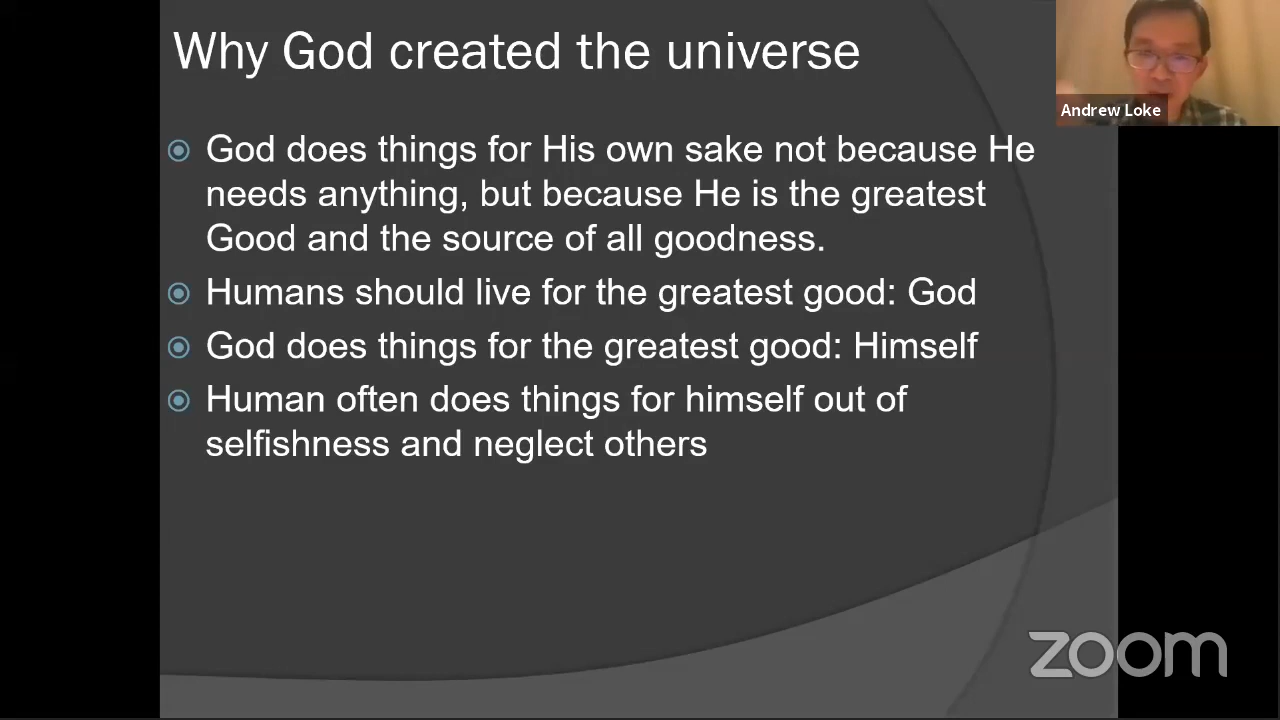 Why God created the universe
Andrew Loke
God does things for His own sake not because He
needs anything, but because He is the greatest
Good and the source of all goodness.
Humans should live for the greatest good: God
God does things for the greatest good: Himself
Human often does things for himself out of
selfishness and neglect others
zoom